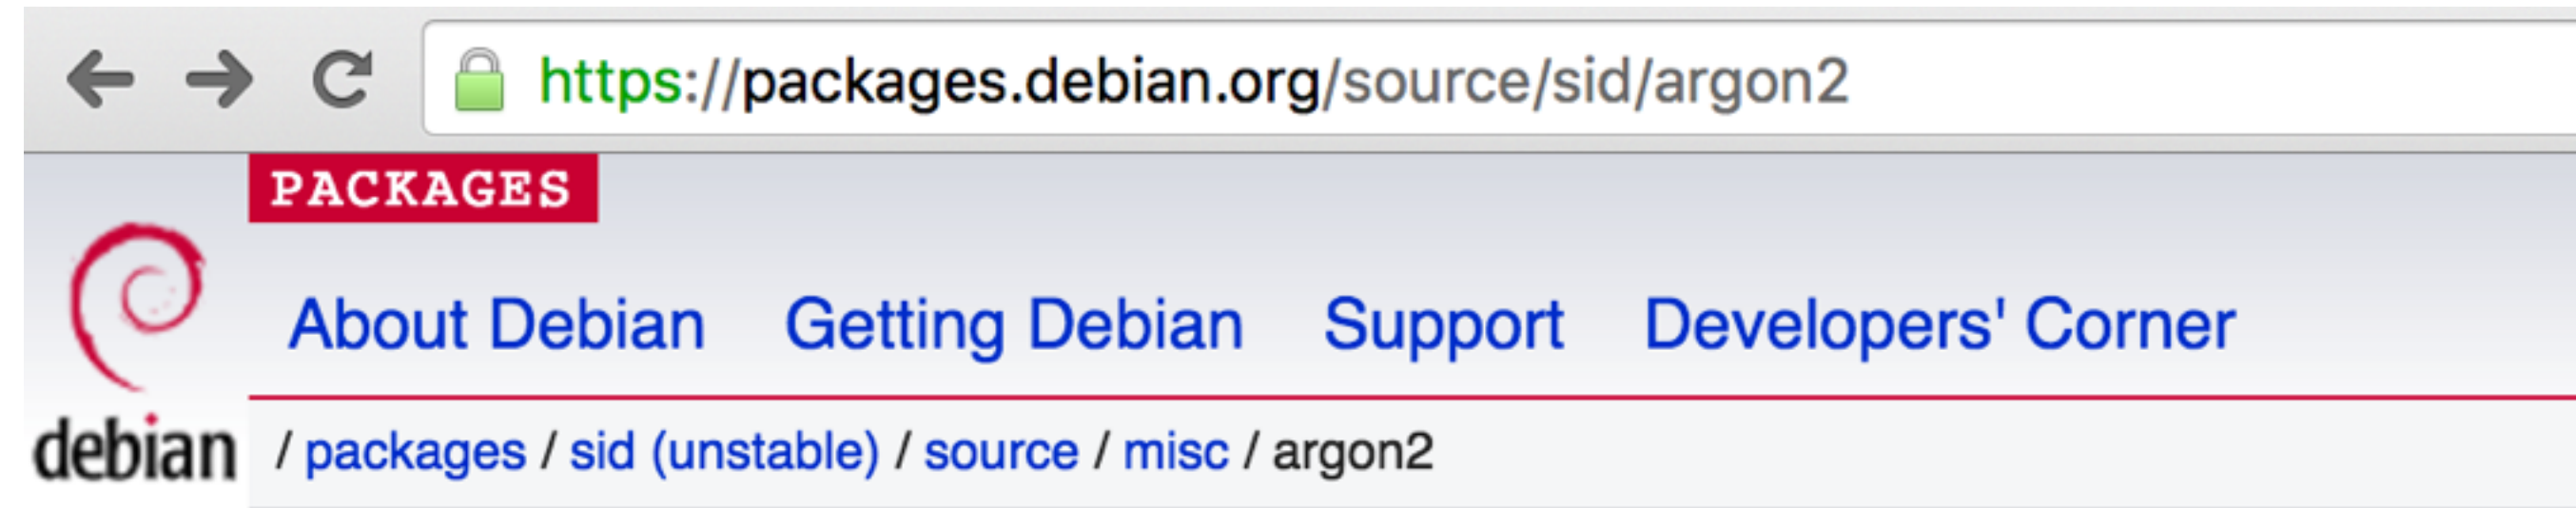 https://packages.debian.org/source/sid/argon2
PACKAGES
About Debian Getting Debian Support Developers' Corner
debian
/ packages / sid (unstable) / source / misc / argon2